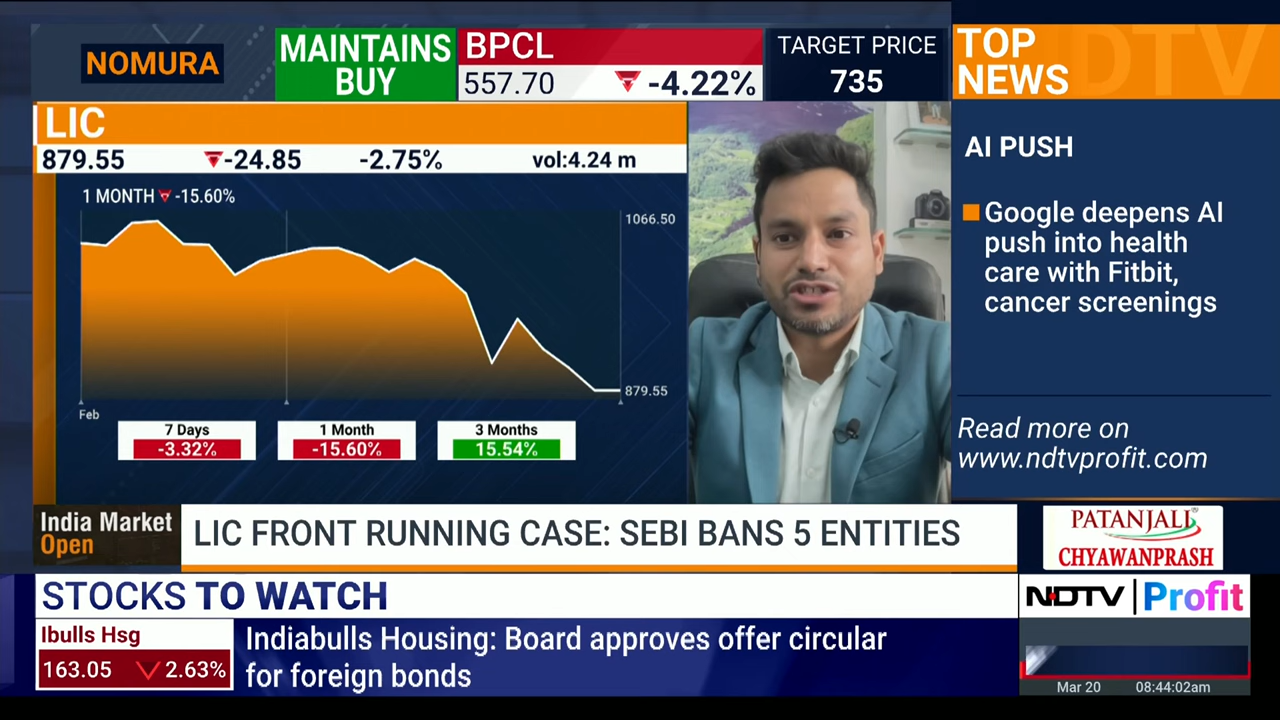 NOMURA
MAINTAINS
BUY
BPCL
557.70 -4.22%
TARGET PRICE
735
TOP
NEWS
NDTV
LIC
879.55 -24.85 -2.75% vol:4.24 m
1 MONTH -15.60%
1066.50
879.55
Feb
7 Days
-3.32%
1 Month
-15.60%
3 Months
15.54%
AI PUSH
Google deepens AI
push into health
care with Fitbit,
cancer screenings
Read more on
www.ndtvprofit.com
India Market
Open
LIC FRONT RUNNING CASE: SEBI BANS 5 ENTITIES
PATANJALI
CHYAWANPRASH
STOCKS TO WATCH
NDTV Profit
Ibulls Hsg
163.05 2.63%
Indiabulls Housing: Board approves offer circular
for foreign bonds
Mar 20 08:44:02am